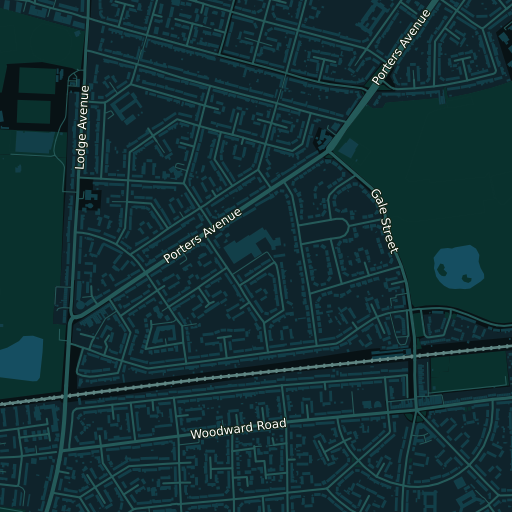 Porters Avenue
Lodge Avenue
Porters Avenue
Gale Street
Woodward Road